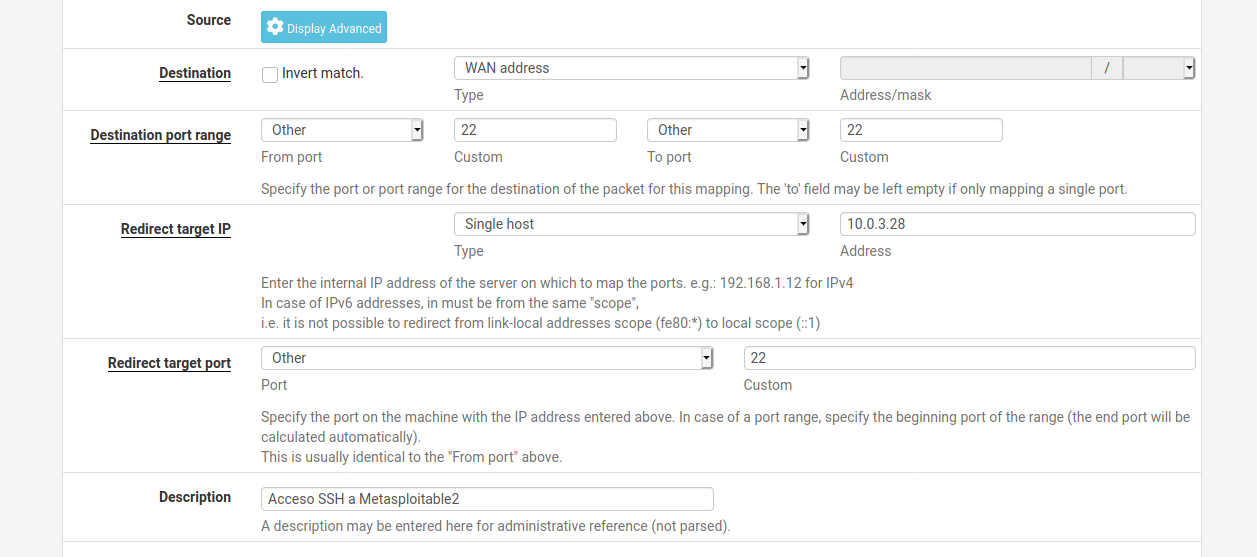 Source
Display Advanced
Destination
Invert match.
WAN address
/
Type
Address/mask
Destination port range
Other
22
Other
22
From port
Custom
To port
Custom
Specify the port or port range for the destination of the packet for this mapping. The 'to' field may be left empty if only mapping a single port.
Redirect target IP
Single host
10.0.3.28
Type
Address
Enter the internal IP address of the server on which to map the ports. e.g.: 192.168.1.12 for IPv4
In case of IPv6 addresses, in must be from the same "scope",
i.e. it is not possible to redirect from link-local addresses scope (fe80:*) to local scope (::1)
Redirect target port
Other
22
Port
Custom
Specify the port on the machine with the IP address entered above. In case of a port range, specify the beginning port of the range (the end port will be
calculated automatically).
This is usually identical to the "From port" above.
Description
Acceso SSH a Metasploitable2
A description may be entered here for administrative reference (not parsed).